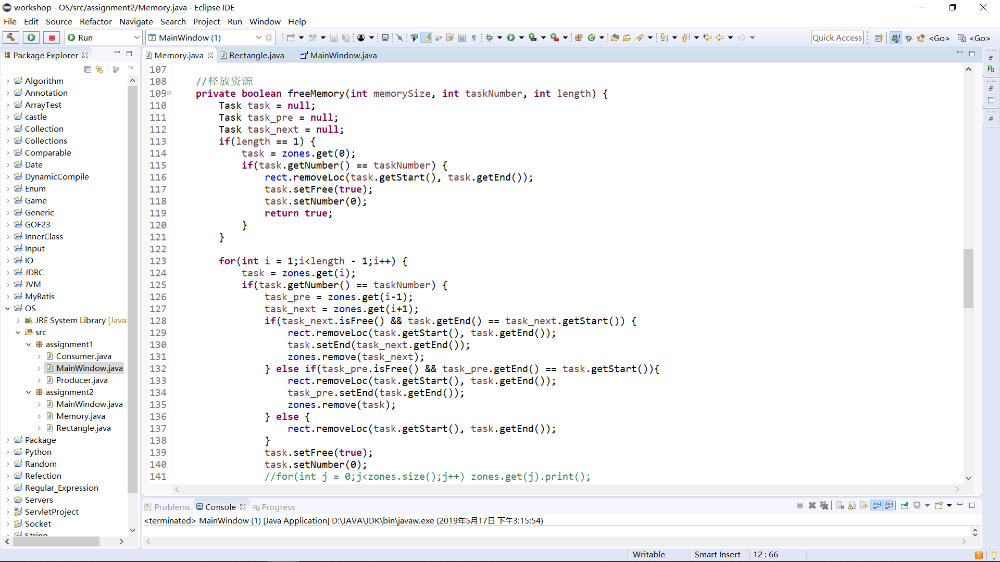 workshop - OS/src/assignment2/Memory.java - Eclipse IDE
File Edit Source Refactor Navigate Search Project Run Window Help
Run
MainWindow (1)
Quick Access
<Go>
<Go>
Package Explorer
Algorithm
Annotation
ArrayTest
castle
Collection
Collections
Comparable
Date
DynamicCompile
Enum
Game
Generic
GOF23
InnerClass
Input
IO
JDBC
JVM
MyBatis
OS
JRE System Library [Java
src
assignment1
Consumer.java
MainWindow.java
Producer.java
assignment2
MainWindow.java
Memory.java
Rectangle.java
Package
Python
Random
Refection
Regular_Expression
Servers
ServletProject
Socket
String
Memory.java
Rectangle.java
MainWindow.java
107
108 //释放资源
109 private boolean freeMemory(int memorySize, int taskNumber, int length) {
110 Task task = null;
111 Task task_pre = null;
112 Task task_next = null;
113 if(length == 1) {
114 task = zones.get(0);
115 if(task.getNumber() == taskNumber) {
116 rect.removeLoc(task.getStart(), task.getEnd());
117 task.setFree(true);
118 task.setNumber(0);
119 return true;
120 }
121 }
122
123 for(int i = 1;i<length - 1;i++) {
124 task = zones.get(i);
125 if(task.getNumber() == taskNumber) {
126 task_pre = zones.get(i-1);
127 task_next = zones.get(i+1);
128 if(task_next.isFree() && task.getEnd() == task_next.getStart()) {
129 rect.removeLoc(task.getStart(), task.getEnd());
130 task.setEnd(task_next.getEnd());
131 zones.remove(task_next);
132 } else if(task_pre.isFree() && task_pre.getEnd() == task.getStart()){
133 rect.removeLoc(task.getStart(), task.getEnd());
134 task_pre.setEnd(task.getEnd());
135 zones.remove(task);
136 } else {
137 rect.removeLoc(task.getStart(), task.getEnd());
138 }
139 task.setFree(true);
140 task.setNumber(0);
141 //for(int j = 0;j<zones.size();j++) zones.get(j).print();
Problems
Console
Progress
<terminated> MainWindow (1) [Java Application] D:\JAVA\JDK\bin\javaw.exe (2019年5月17日 下午3:15:54)
Writable
Smart Insert
12 : 66